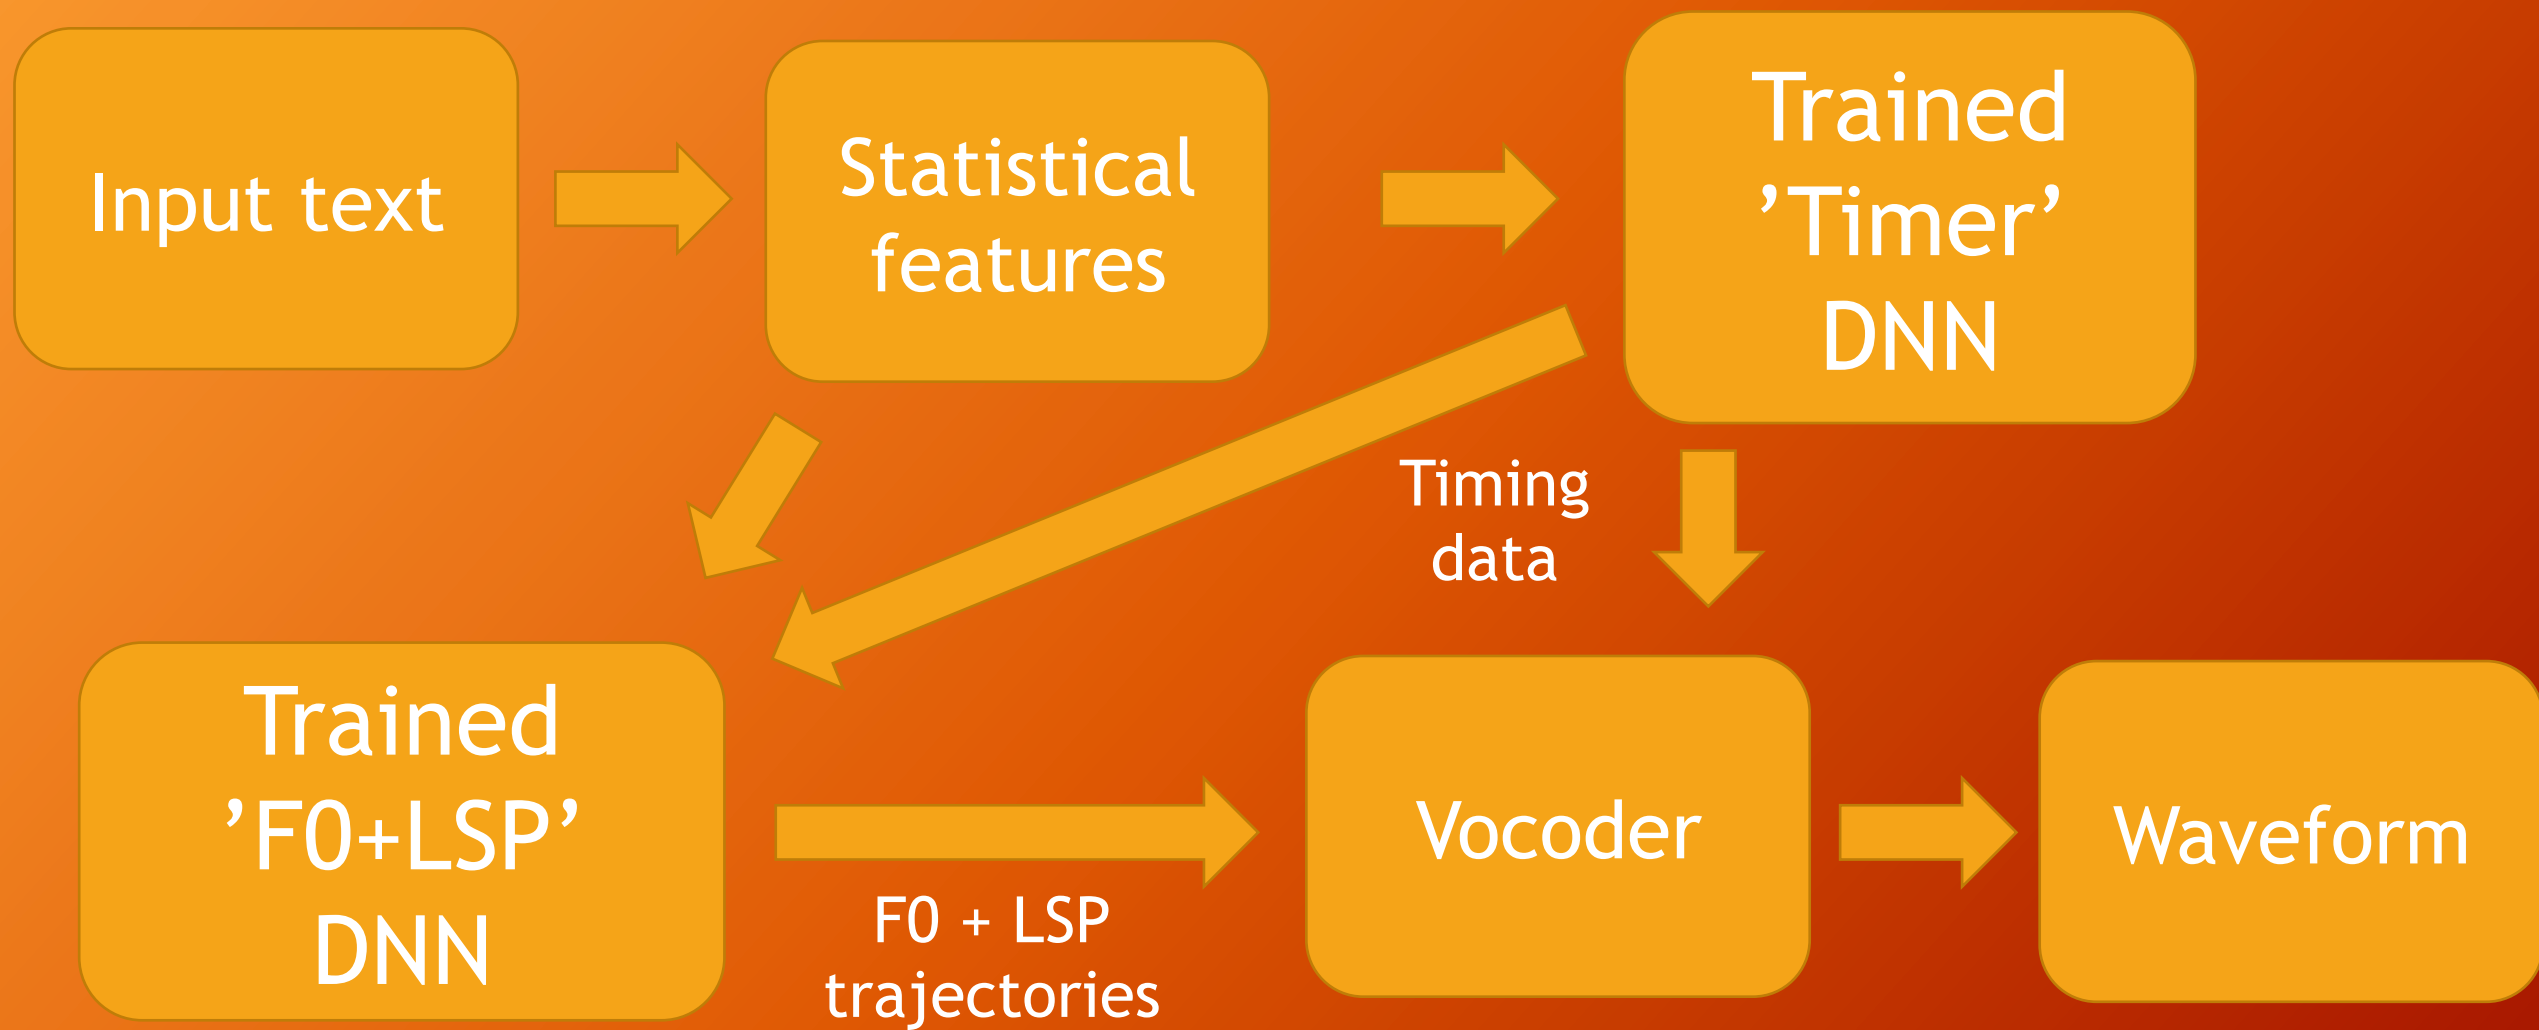 Input text
Statistical
features
Trained
’Timer’
DNN
Timing
data
Trained
’F0+LSP’
DNN
F0 + LSP
trajectories
Vocoder
Waveform